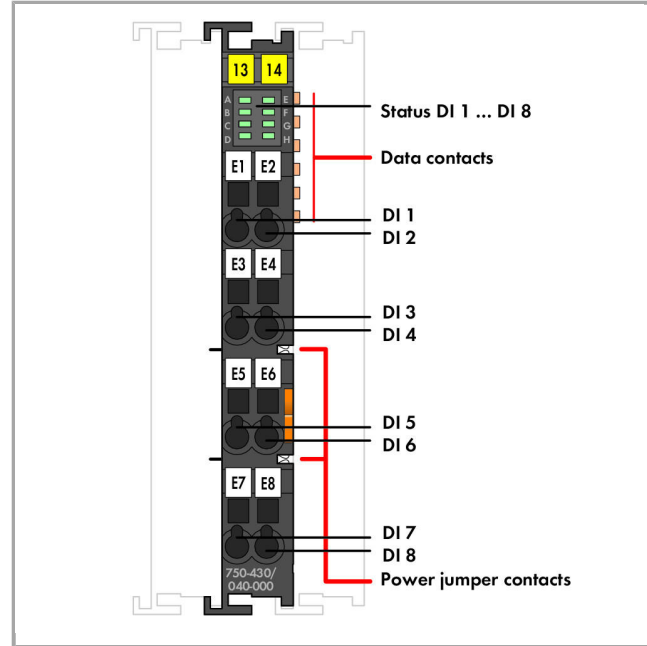 13 14
A E
B F
C G
D H
Status DI 1 ... DI 8
Data contacts
E1 E2
DI 1
DI 2
E3 E4
DI 3
DI 4
E5 E6
DI 5
DI 6
E7 E8
DI 7
DI 8
750-430/
040-000
Power jumper contacts